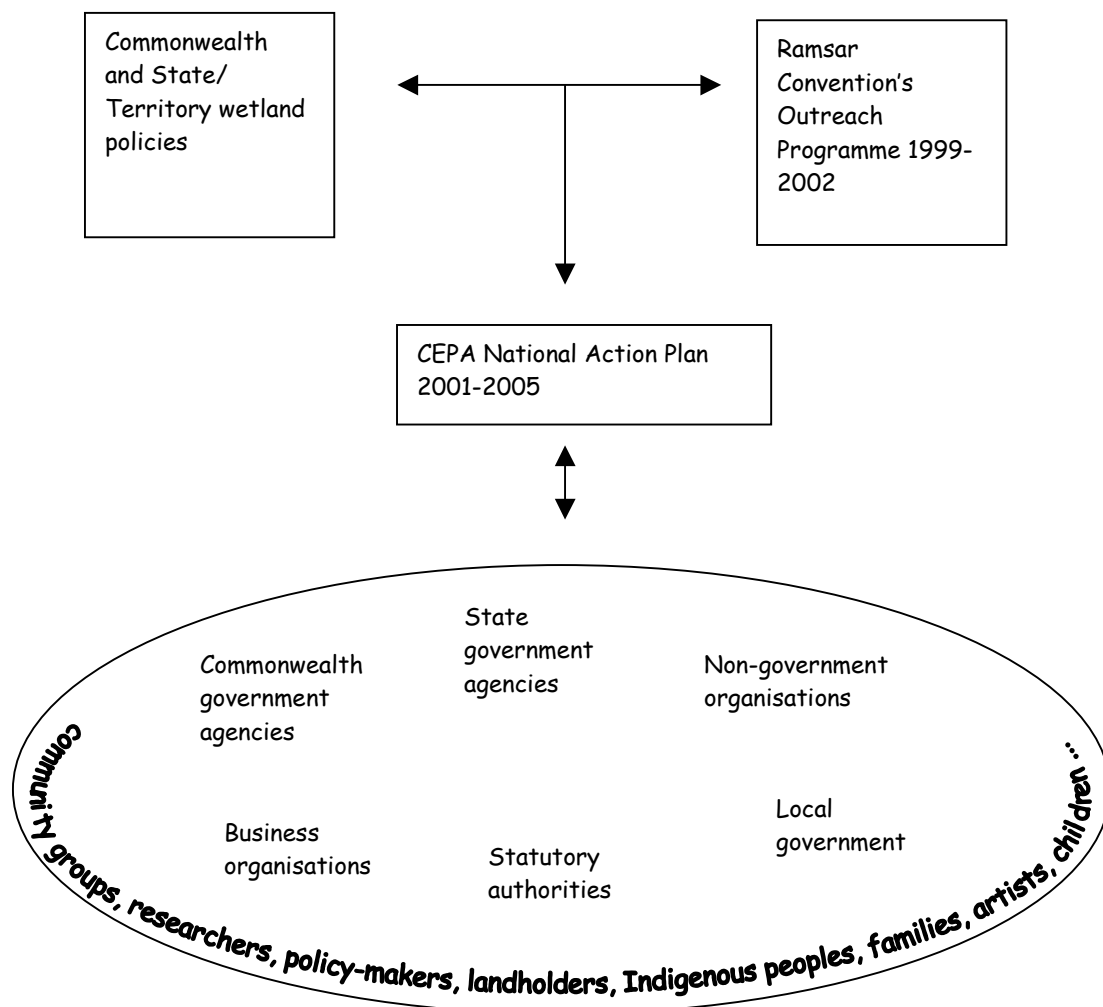 Commonwealth
and State/
Territory wetland
policies
Ramsar
Convention's
Outreach
Programme 1999-
2002
CEPA National Action Plan
2001-2005
State
government
agencies
Commonwealth
government
agencies
Non-government
organisations
Business
organisations
Statutory
authorities
Local
government
community groups, researchers, policy-makers, landholders, Indigenous peoples, families, artists, children ...